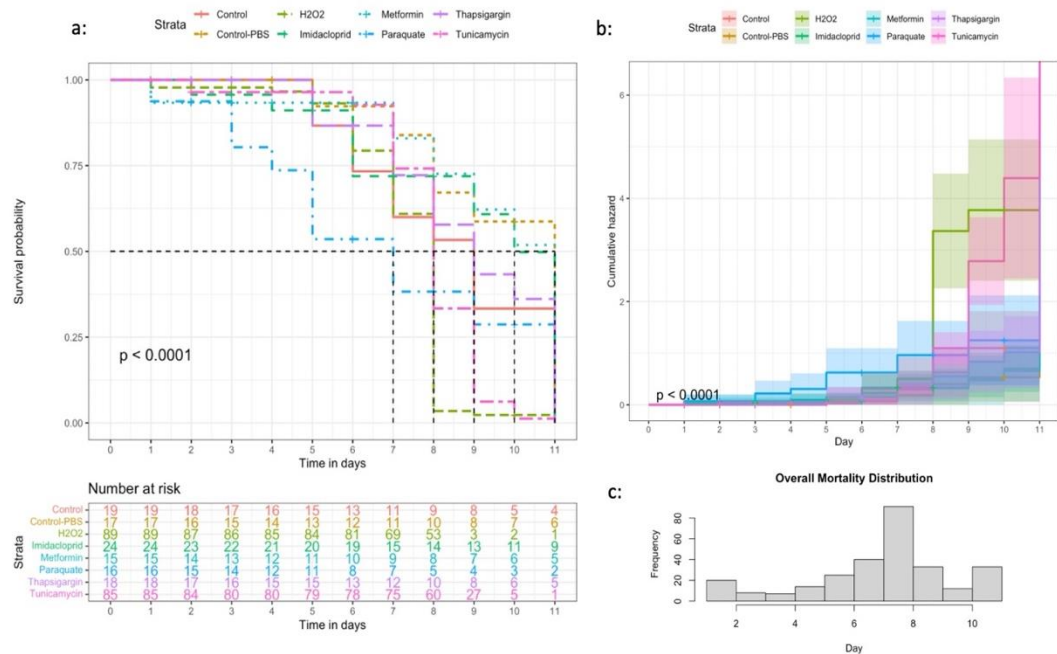 a:
Strata
Control
H2O2
Metformin
Thapsigargin
Control-PBS
Imidacloprid
Paraquate
Tunicamycin
Survival probability
1.00
0.75
0.50
0.25
0.00
p < 0.0001
0 1 2 3 4 5 6 7 8 9 10 11
Time in days
Number at risk
Strata
Control 19 19 18 17 16 15 13 11 9 8 5 4
Control-PBS 17 17 16 15 14 13 12 11 10 8 7 6
H2O2 89 89 87 86 85 84 81 69 53 3 2 1
Imidacloprid 24 24 23 22 21 20 19 15 14 13 11 9
Metformin 15 15 14 13 12 11 10 9 8 7 6 5
Paraquate 16 16 15 14 12 11 8 7 5 4 3 2
Thapsigargin 18 18 17 16 15 15 13 12 10 8 6 5
Tunicamycin 85 85 84 80 80 79 78 75 60 27 5 1
0 1 2 3 4 5 6 7 8 9 10 11
Time in days
b:
Strata
Control
H2O2
Metformin
Thapsigargin
Control-PBS
Imidacloprid
Paraquate
Tunicamycin
Cumulative hazard
6
4
2
0
p < 0.0001
0 1 2 3 4 5 6 7 8 9 10 11
Day
c:
Overall Mortality Distribution
Frequency
80
60
40
20
0
2 4 6 8 10
Day